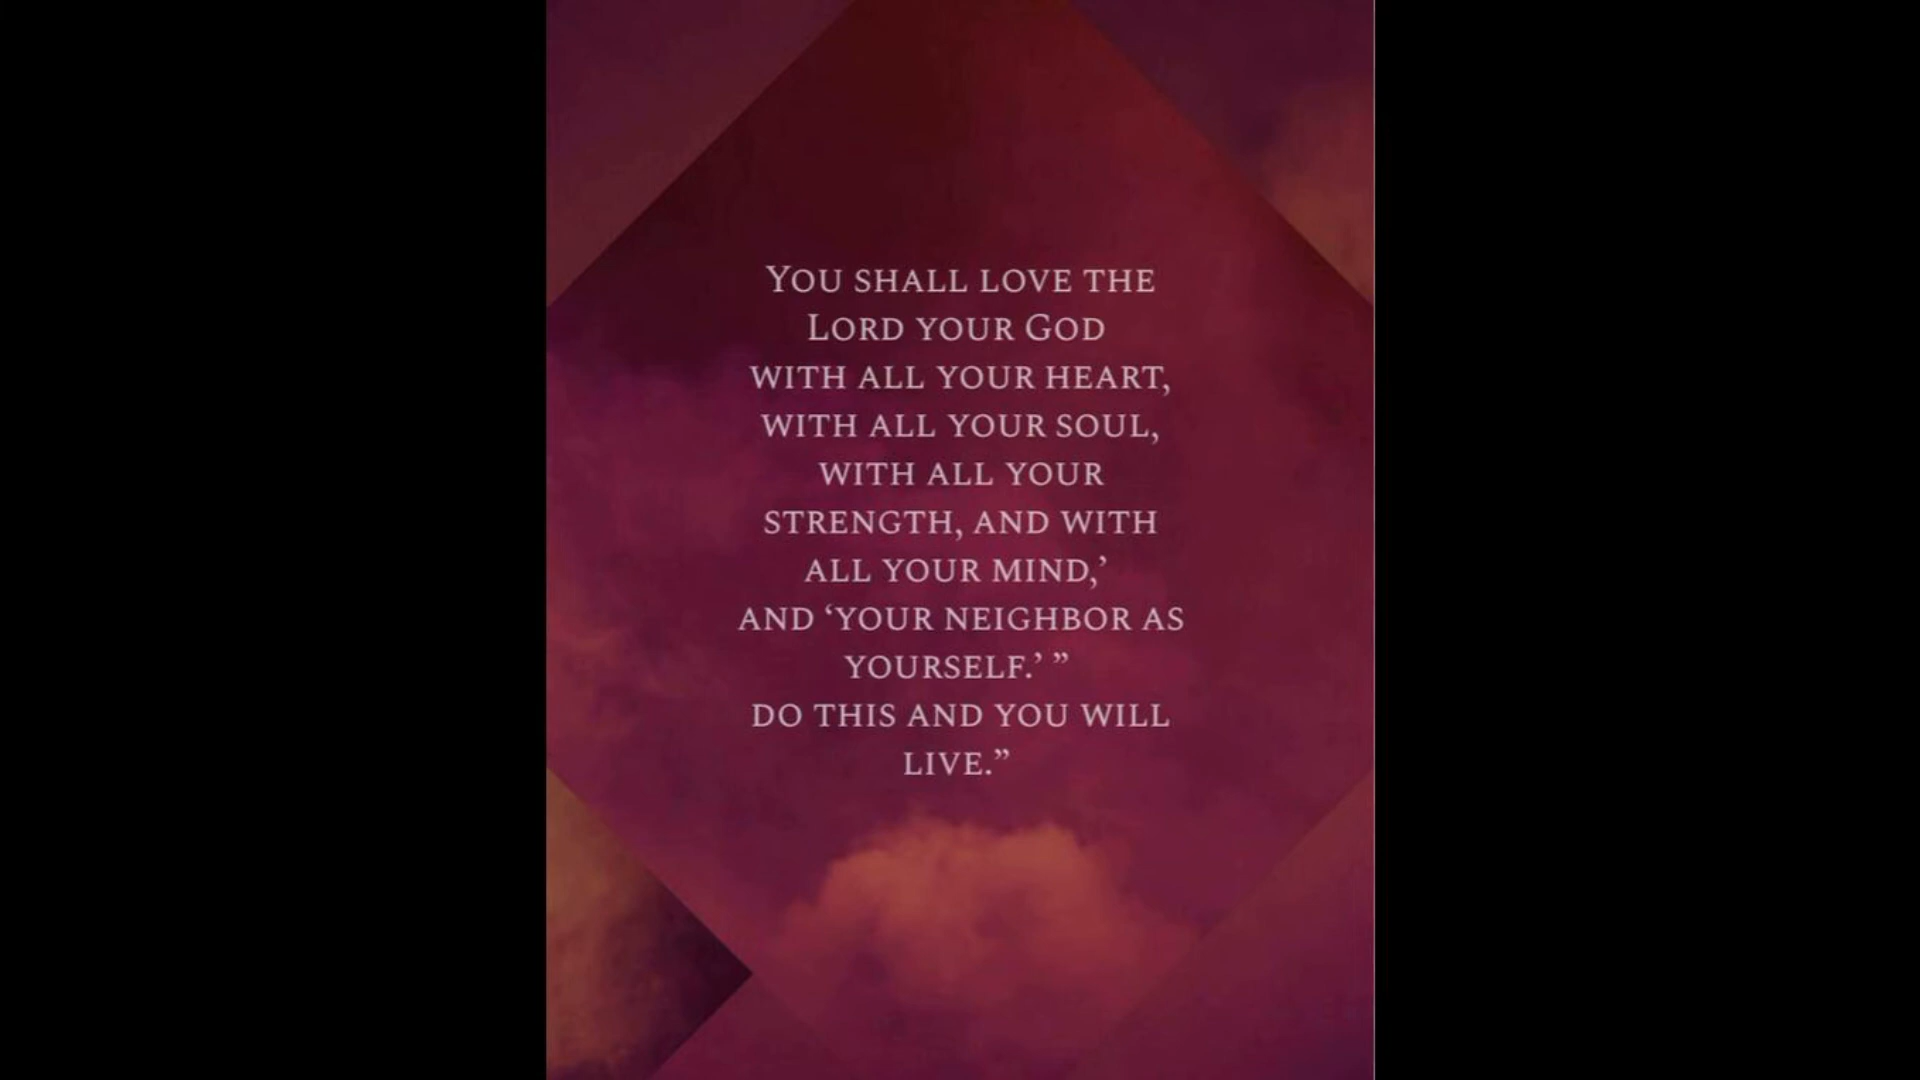 You shall love the
Lord your God
with all your heart,
with all your soul,
with all your
strength, and with
all your mind,’
and ‘your neighbor as
yourself.’ ”
do this and you will
live.”